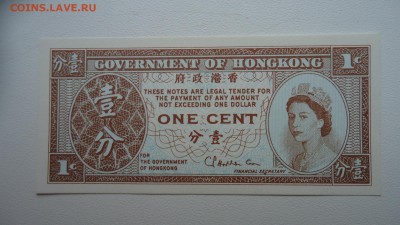 COINS.LAVE.RU
分壹 GOVERNMENT OF HONGKONG 1¢
府政港香
THESE NOTES ARE LEGAL TENDER FOR
THE PAYMENT OF ANY AMOUNT
NOT EXCEEDING ONE DOLLAR
壹分
ONE CENT
分壹
FOR
THE GOVERNMENT
OF HONGKONG
FINANCIAL SECRETARY
1¢ 分壹